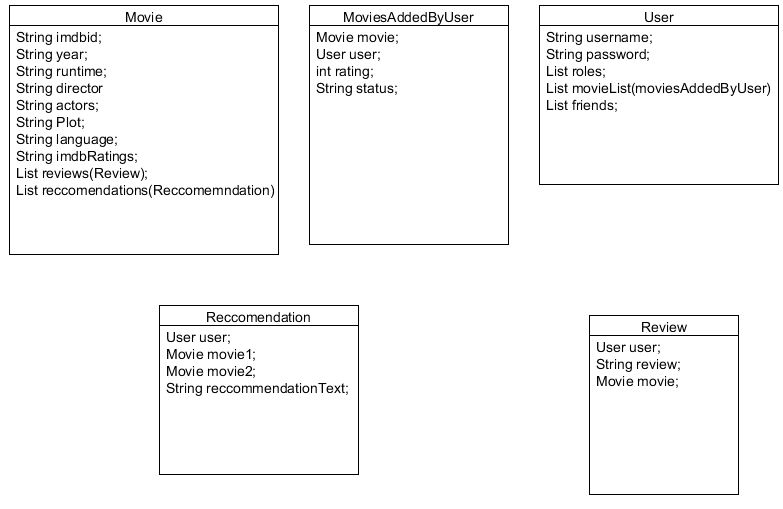 Movie
String imdbid;
String year;
String runtime;
String director
String actors;
String Plot;
String language;
String imdbRatings;
List reviews(Review);
List reccomendations(Reccomemndation)
MoviesAddedByUser
Movie movie;
User user;
int rating;
String status;
User
String username;
String password;
List roles;
List movieList(moviesAddedByUser)
List friends;
Reccomendation
User user;
Movie movie1;
Movie movie2;
String reccommendationText;
Review
User user;
String review;
Movie movie;